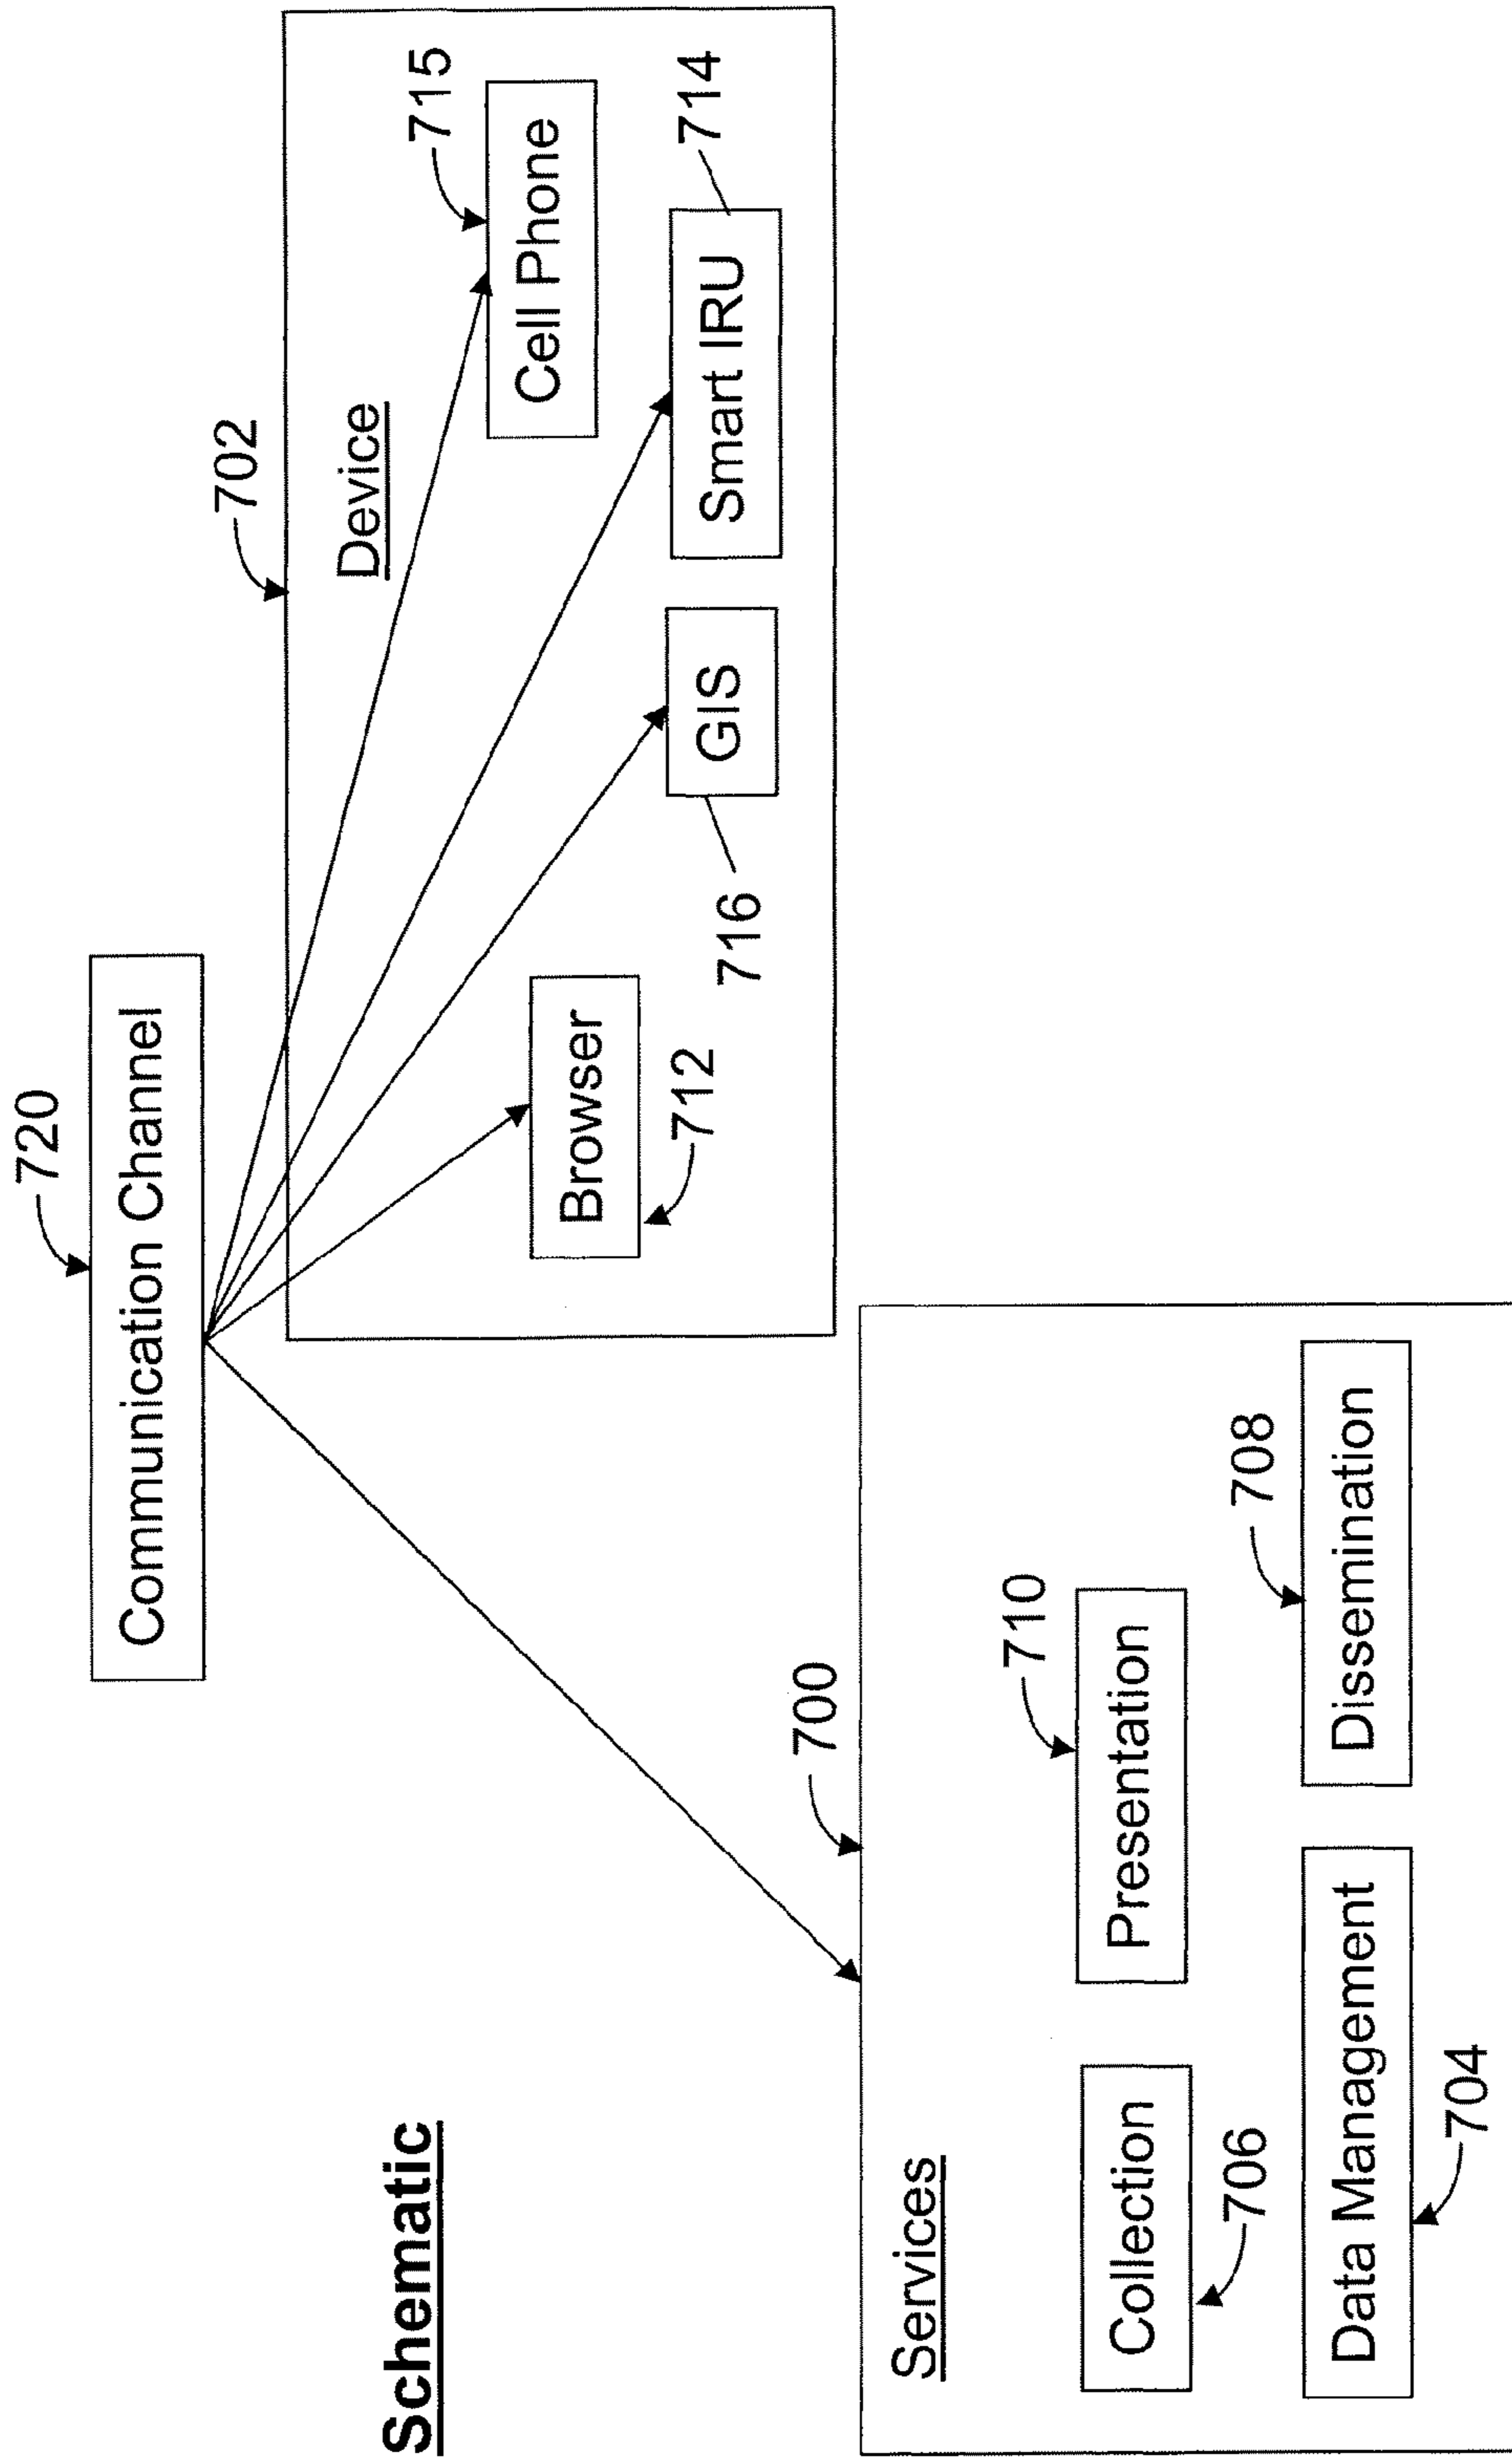 Schematic
720
Communication Channel
702
Device
715
Cell Phone
Browser
712
GIS
716
Smart IRU
714
700
Services
710
Collection
706
Presentation
708
Data Management
704
Dissemination